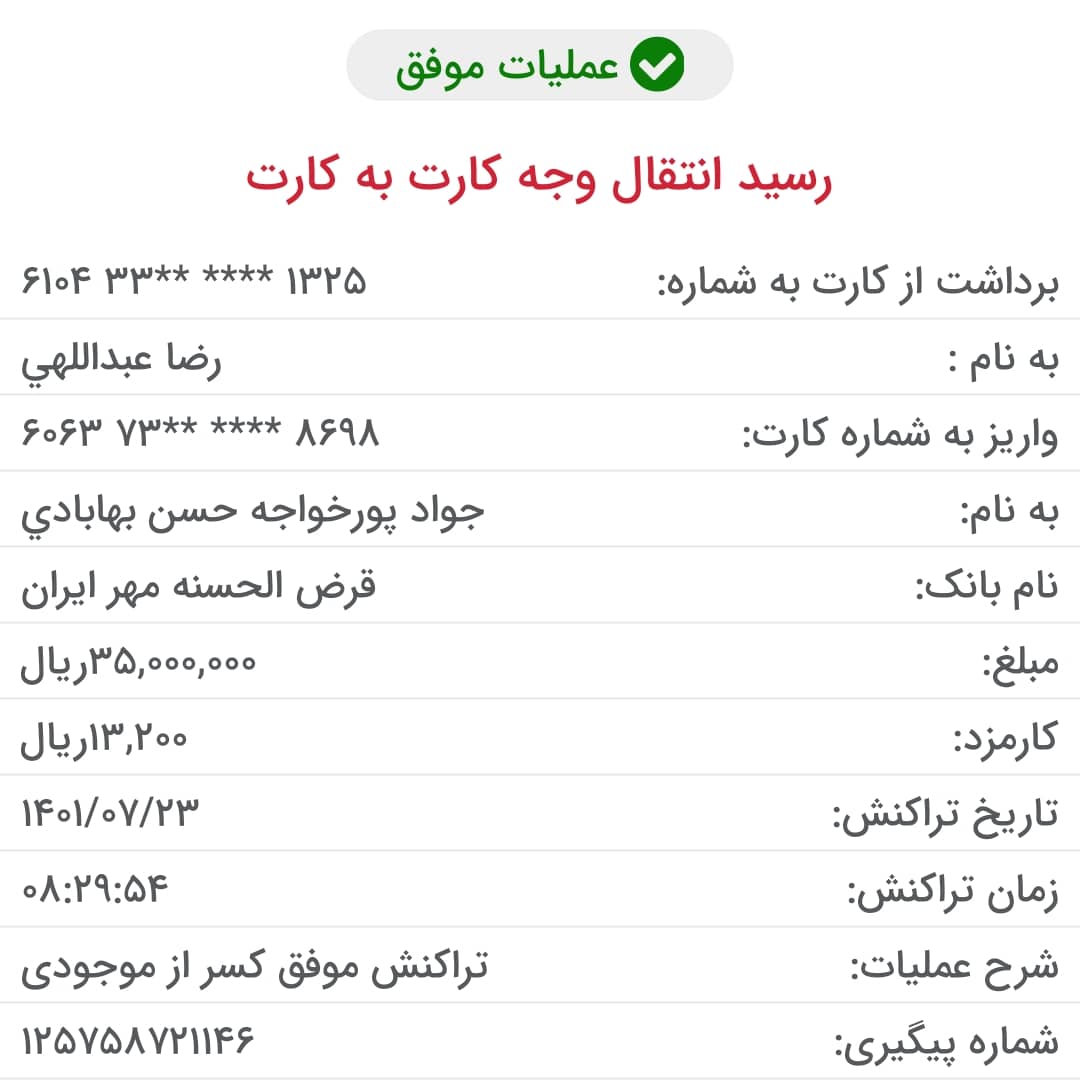 عملیات موفق
رسید انتقال وجه کارت به کارت
برداشت از کارت به شماره: ۶۱۰۴ ۳۳** **** ۱۳۲۵
به نام : رضا عبداللهي
واریز به شماره کارت: ۶۰۶۳ ۷۳** **** ۸۶۹۸
به نام: جواد پورخواجه حسن بهابادي
نام بانک: قرض الحسنه مهر ایران
مبلغ: ۳۵,۰۰۰,۰۰۰ریال
کارمزد: ۱۳,۲۰۰ریال
تاریخ تراکنش: ۱۴۰۱/۰۷/۲۳
زمان تراکنش: ۰۸:۲۹:۵۴
شرح عملیات: تراکنش موفق کسر از موجودی
شماره پیگیری: ۱۲۵۷۵۸۷۲۱۱۴۶